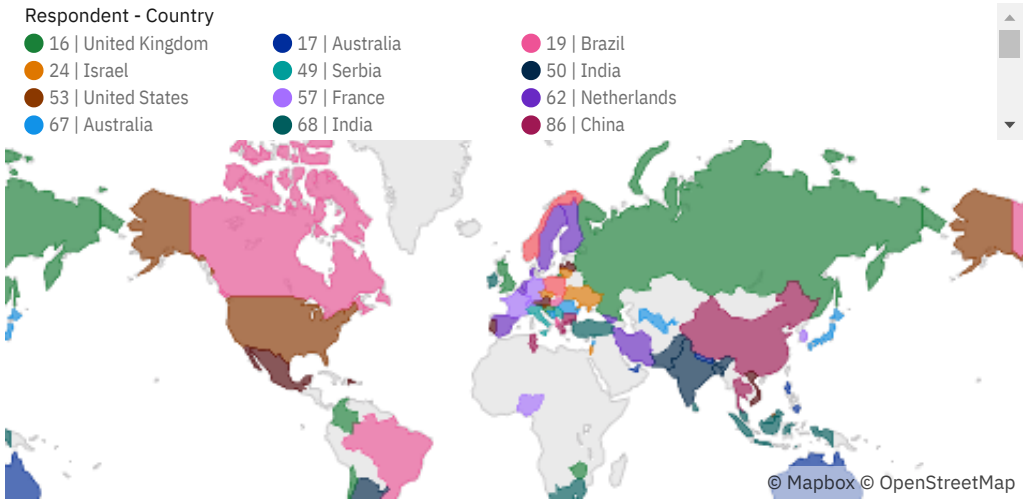 Respondent - Country
16 | United Kingdom
17 | Australia
19 | Brazil
24 | Israel
49 | Serbia
50 | India
53 | United States
57 | France
62 | Netherlands
67 | Australia
68 | India
86 | China
© Mapbox © OpenStreetMap